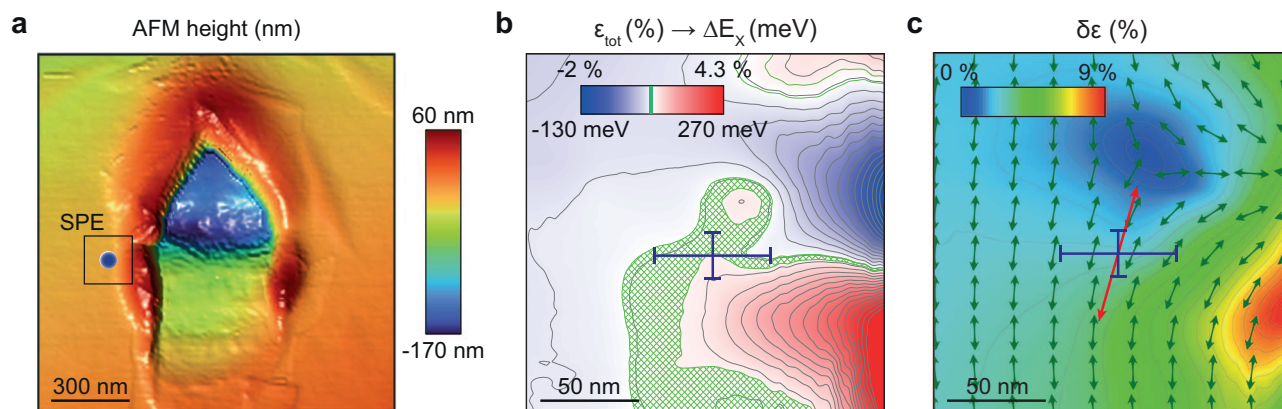 a
AFM height (nm)
SPE
300 nm
60 nm
-170 nm
b
ε_tot (%) → ΔE_X (meV)
-2 % 4.3 %
-130 meV 270 meV
50 nm
c
δε (%)
0 % 9 %
50 nm